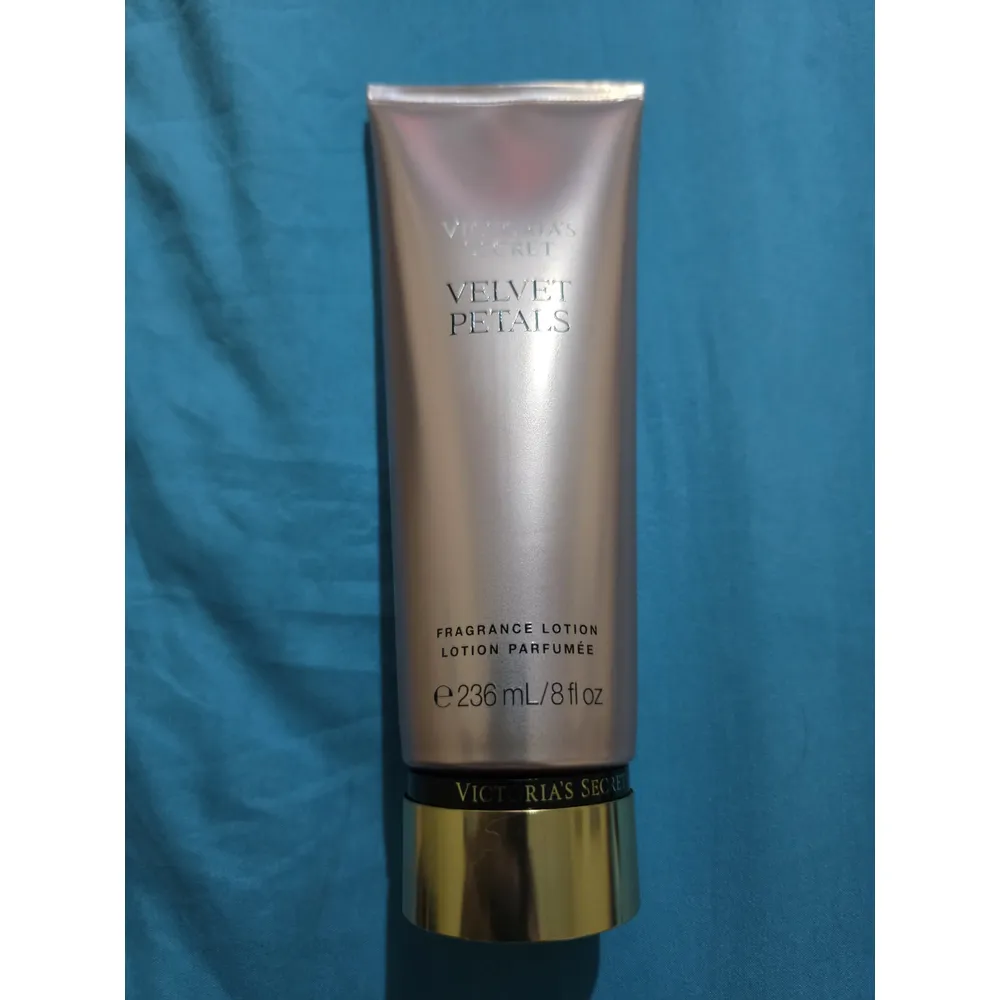 VICTORIA'S
SECRET
VELVET
PETALS
FRAGRANCE LOTION
LOTION PARFUMÉE
℮ 236 mL/8 fl oz
VICTORIA'S SECRET